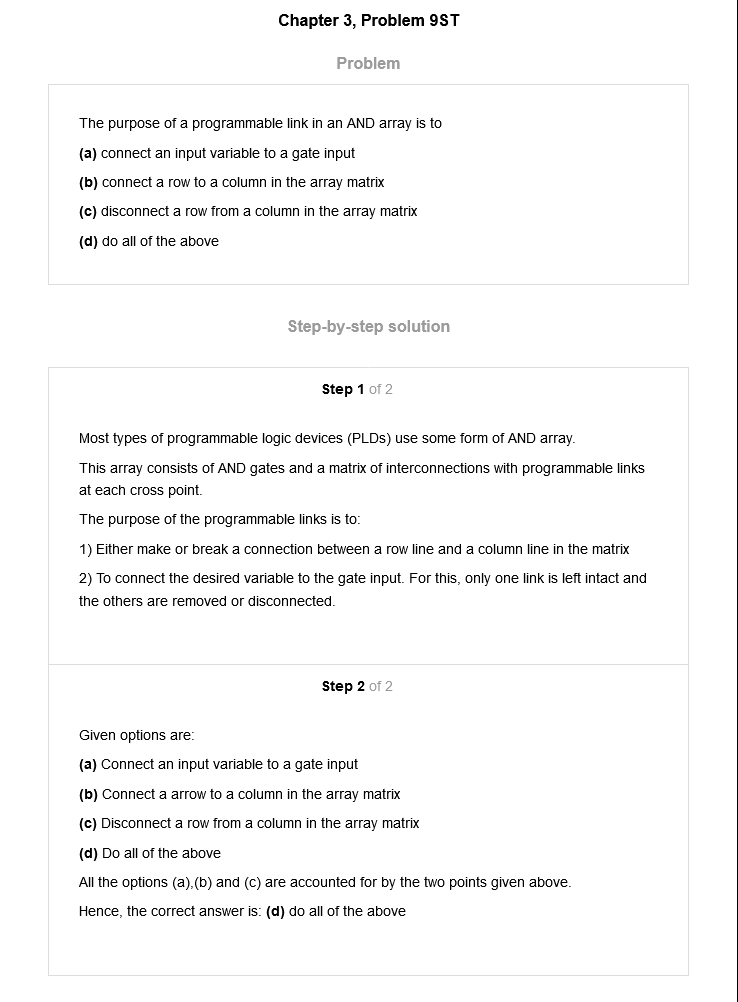 Chapter 3, Problem 9ST
Problem
The purpose of a programmable link in an AND array is to
(a) connect an input variable to a gate input
(b) connect a row to a column in the array matrix
(c) disconnect a row from a column in the array matrix
(d) do all of the above
Step-by-step solution
Step 1 of 2
Most types of programmable logic devices (PLDs) use some form of AND array.
This array consists of AND gates and a matrix of interconnections with programmable links
at each cross point.
The purpose of the programmable links is to:
1) Either make or break a connection between a row line and a column line in the matrix
2) To connect the desired variable to the gate input. For this, only one link is left intact and
the others are removed or disconnected.
Step 2 of 2
Given options are:
(a) Connect an input variable to a gate input
(b) Connect a arrow to a column in the array matrix
(c) Disconnect a row from a column in the array matrix
(d) Do all of the above
All the options (a),(b) and (c) are accounted for by the two points given above.
Hence, the correct answer is: (d) do all of the above